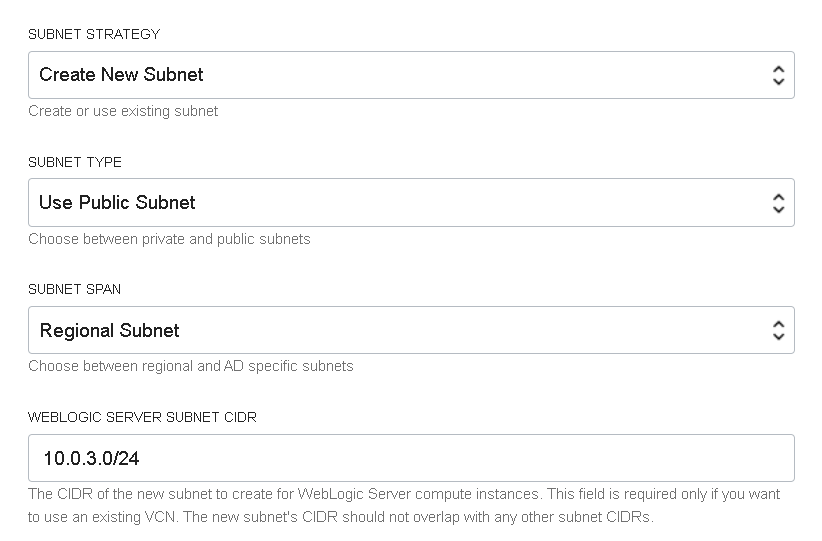 SUBNET STRATEGY
Create New Subnet
Create or use existing subnet
SUBNET TYPE
Use Public Subnet
Choose between private and public subnets
SUBNET SPAN
Regional Subnet
Choose between regional and AD specific subnets
WEBLOGIC SERVER SUBNET CIDR
10.0.3.0/24
The CIDR of the new subnet to create for WebLogic Server compute instances. This field is required only if you want
to use an existing VCN. The new subnet's CIDR should not overlap with any other subnet CIDRs.